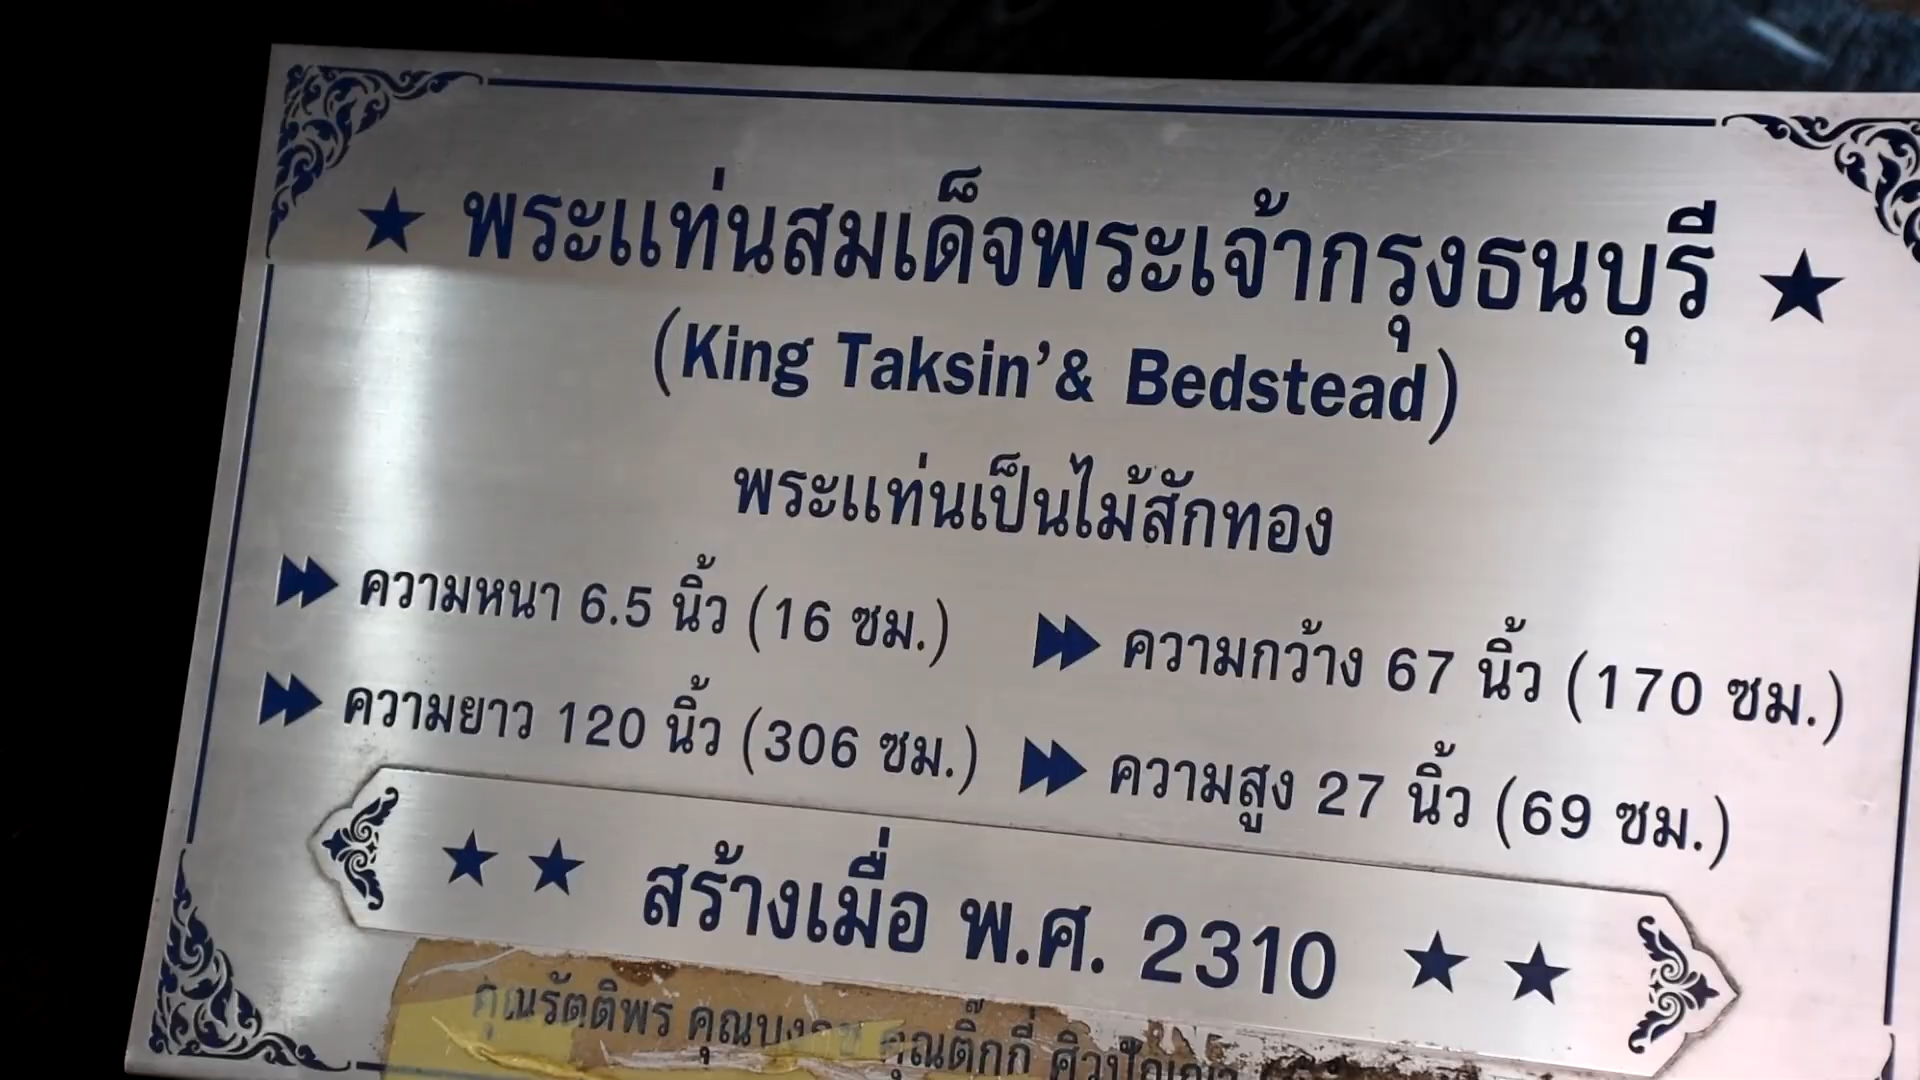 ★ พระแท่นสมเด็จพระเจ้ากรุงธนบุรี ★
(King Taksin’& Bedstead)
พระแท่นเป็นไม้สักทอง
ความหนา 6.5 นิ้ว (16 ซม.) ความกว้าง 67 นิ้ว (170 ซม.)
ความยาว 120 นิ้ว (306 ซม.) ความสูง 27 นิ้ว (69 ซม.)
★ ★ สร้างเมื่อ พ.ศ. 2310 ★ ★
คุณรัตติพร คุณติ๊กกี่